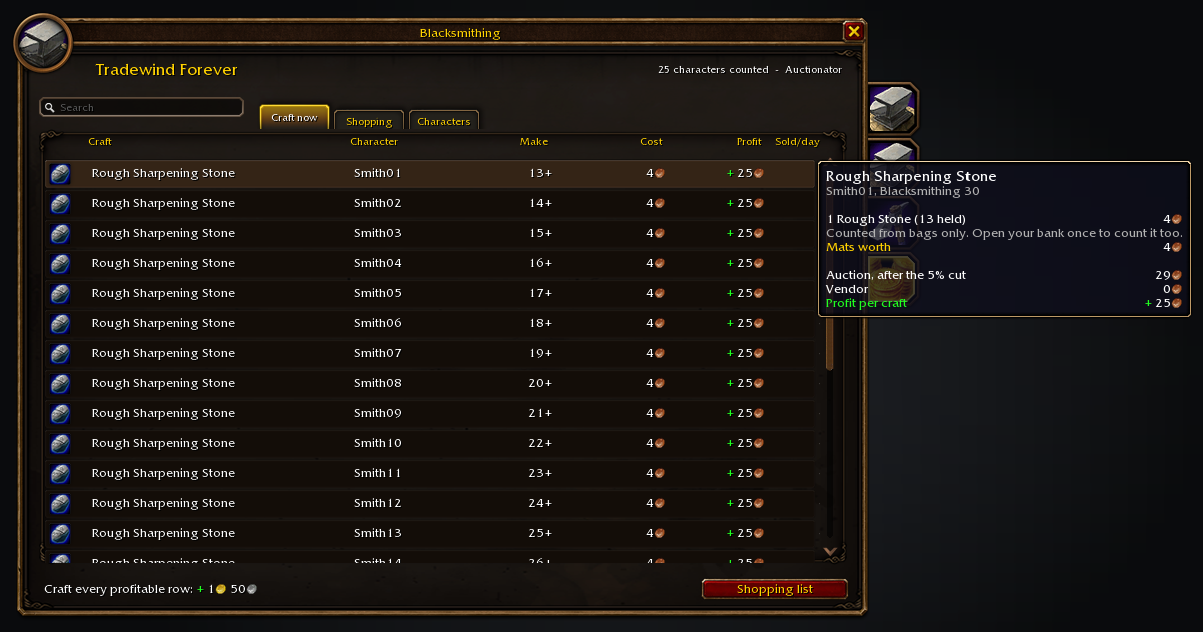 Blacksmithing
Tradewind Forever
25 characters counted - Auctionator
Search
Craft now
Shopping
Characters
Craft Character Make Cost Profit Sold/day
Rough Sharpening Stone Smith01 13+ 4 + 25
Rough Sharpening Stone Smith02 14+ 4 + 25
Rough Sharpening Stone Smith03 15+ 4 + 25
Rough Sharpening Stone Smith04 16+ 4 + 25
Rough Sharpening Stone Smith05 17+ 4 + 25
Rough Sharpening Stone Smith06 18+ 4 + 25
Rough Sharpening Stone Smith07 19+ 4 + 25
Rough Sharpening Stone Smith08 20+ 4 + 25
Rough Sharpening Stone Smith09 21+ 4 + 25
Rough Sharpening Stone Smith10 22+ 4 + 25
Rough Sharpening Stone Smith11 23+ 4 + 25
Rough Sharpening Stone Smith12 24+ 4 + 25
Rough Sharpening Stone Smith13 25+ 4 + 25
Rough Sharpening Stone Smith14 26+ 4 + 25
Craft every profitable row: + 1 50
Shopping list
Rough Sharpening Stone
Smith01. Blacksmithing 30
1 Rough Stone (13 held) 4
Counted from bags only. Open your bank once to count it too.
Mats worth 4
Auction, after the 5% cut 29
Vendor 0
Profit per craft + 25